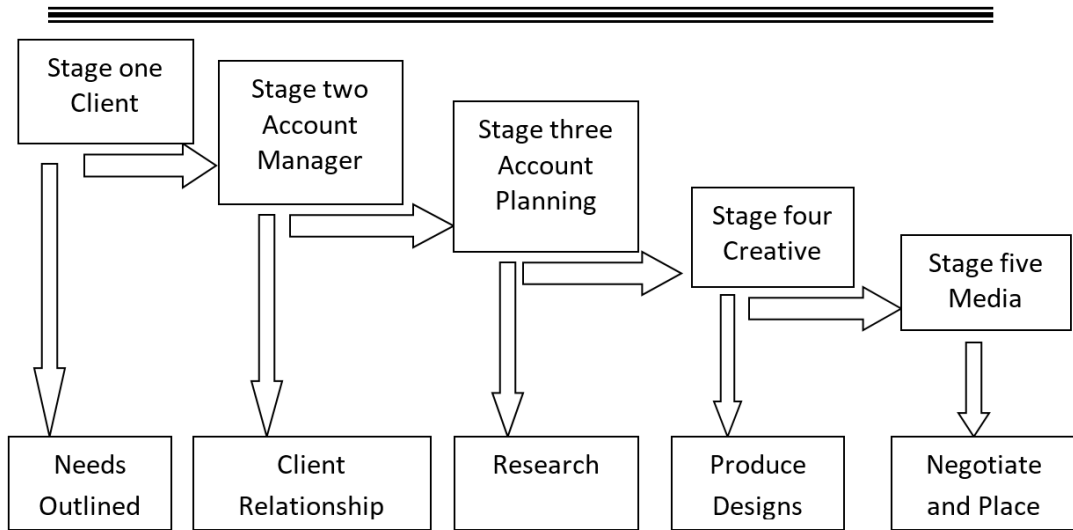 Stage one
Client
Stage two
Account
Manager
Stage three
Account
Planning
Stage four
Creative
Stage five
Media
Needs
Outlined
Client
Relationship
Research
Produce
Designs
Negotiate
and Place